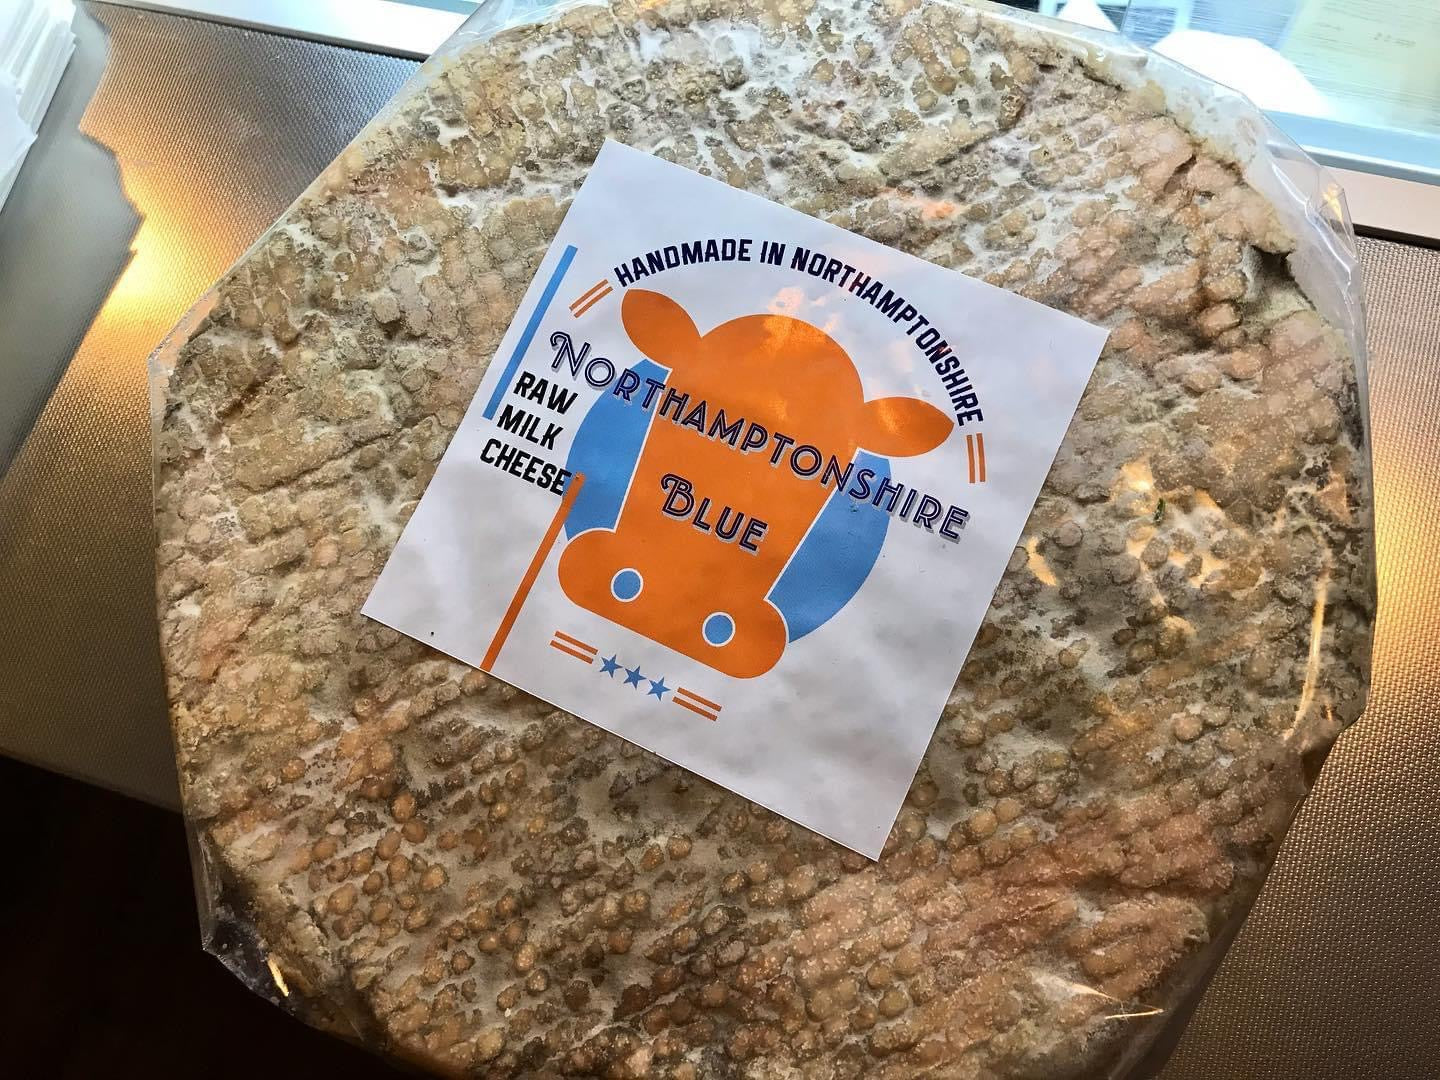 HANDMADE IN NORTHAMPTONSHIRE
NORTHAMPTONSHIRE
BLUE
RAW
MILK
CHEESE